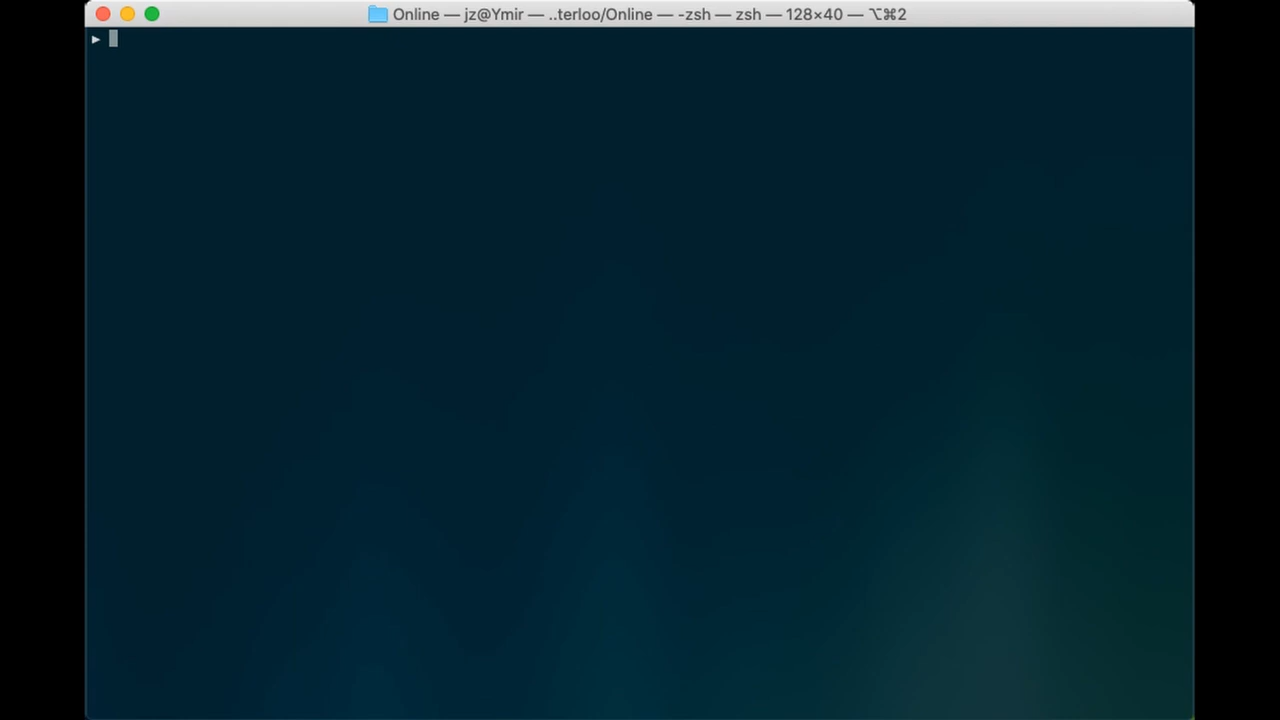 Online — jz@Ymir — ..terloo/Online — -zsh — zsh — 128×40 — ⌥⌘2
▸